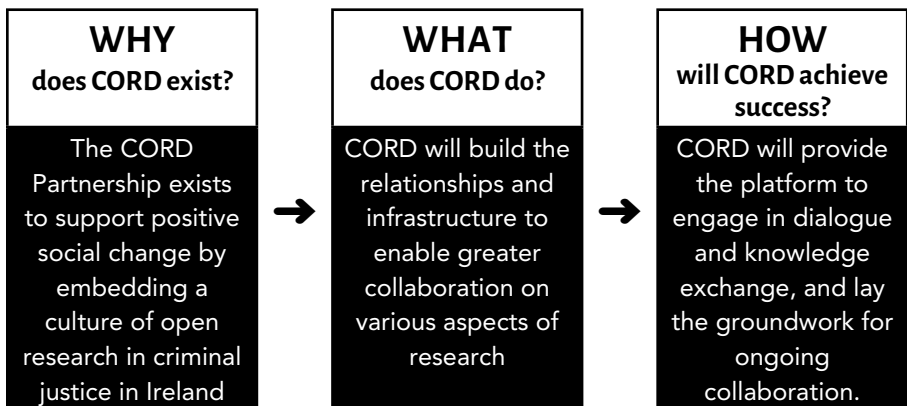 WHY
does CORD exist?
The CORD
Partnership exists
to support positive
social change by
embedding a
culture of open
research in criminal
justice in Ireland
WHAT
does CORD do?
CORD will build the
relationships and
infrastructure to
enable greater
collaboration on
various aspects of
research
HOW
will CORD achieve
success?
CORD will provide
the platform to
engage in dialogue
and knowledge
exchange, and lay
the groundwork for
ongoing
collaboration.